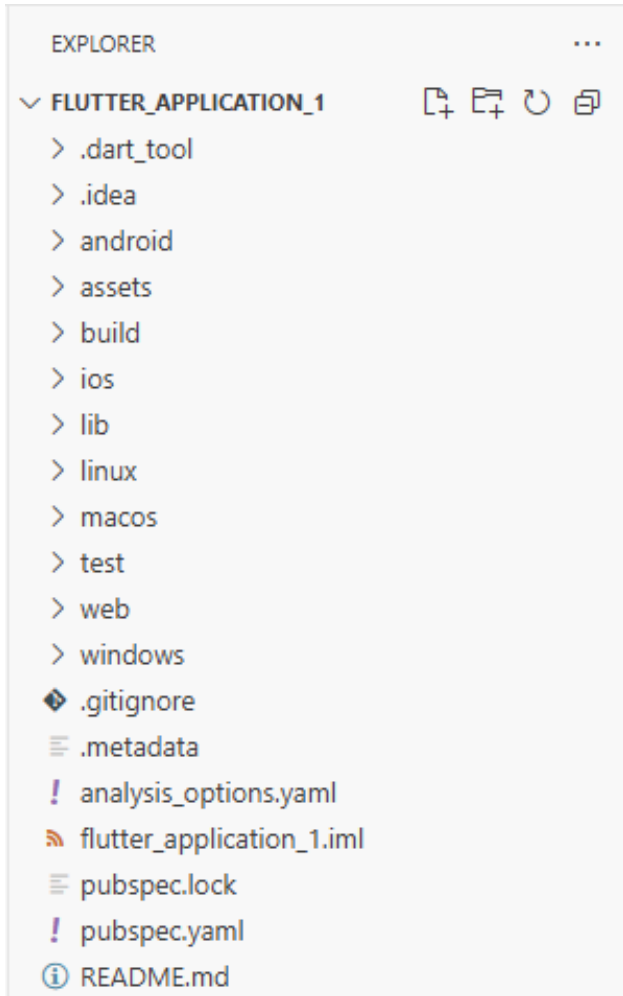 EXPLORER
FLUTTER_APPLICATION_1
.dart_tool
.idea
android
assets
build
ios
lib
linux
macos
test
web
windows
.gitignore
.metadata
analysis_options.yaml
flutter_application_1.iml
pubspec.lock
pubspec.yaml
README.md